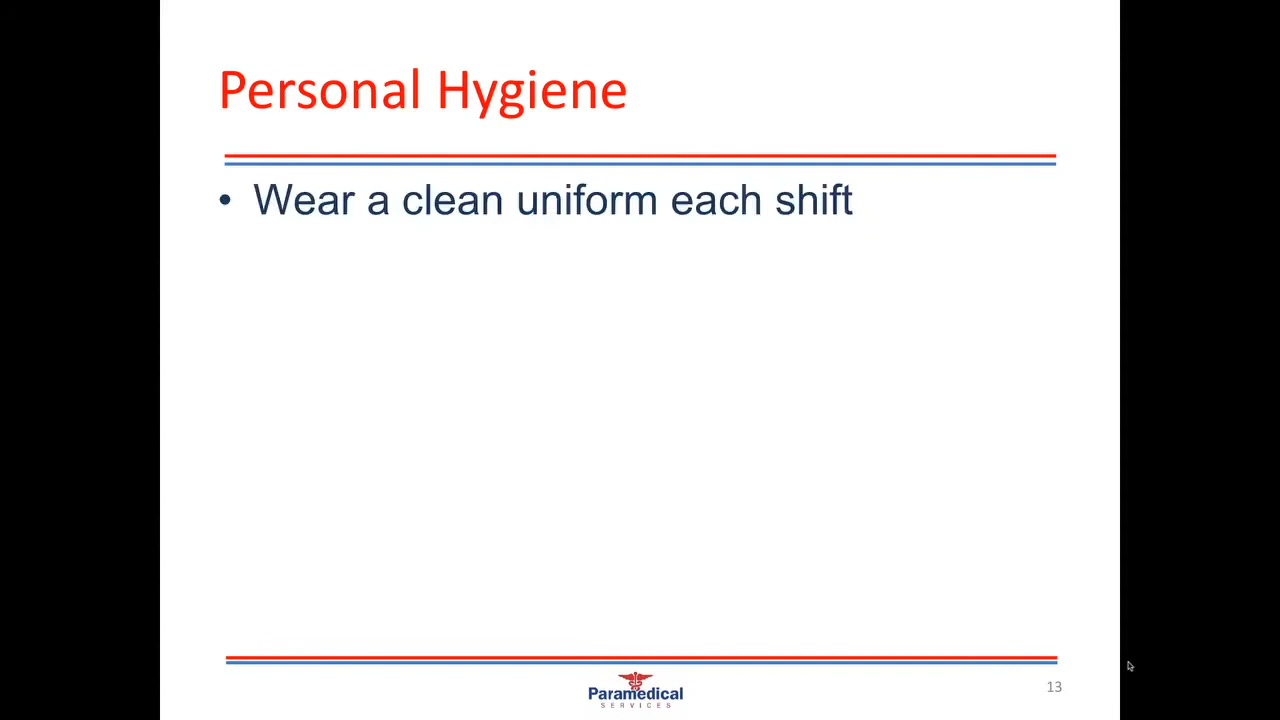 Personal Hygiene
• Wear a clean uniform each shift
Paramedical
SERVICES
13